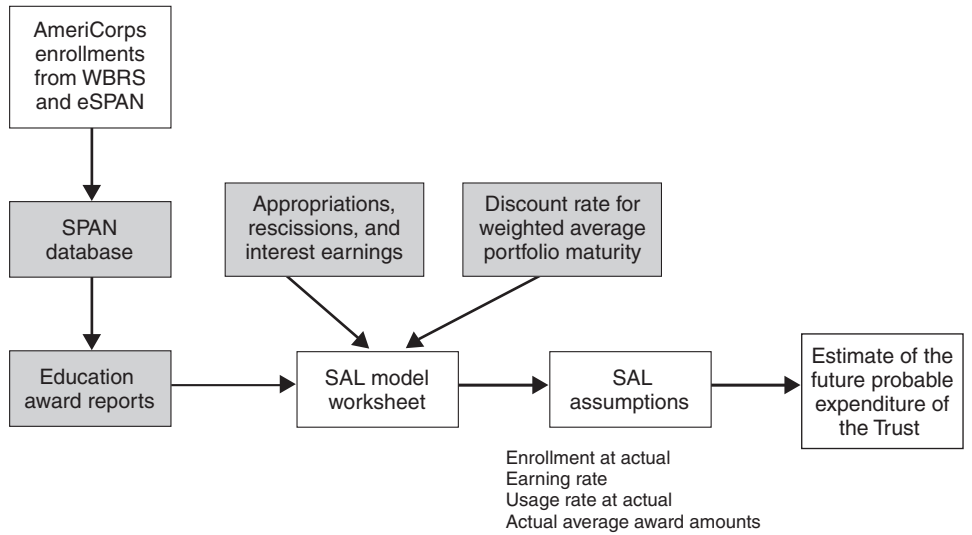 AmeriCorps
enrollments
from WBRS
and eSPAN
SPAN
database
Appropriations,
rescissions, and
interest earnings
Discount rate for
weighted average
portfolio maturity
Education
award reports
SAL model
worksheet
SAL
assumptions
Estimate of the
future probable
expenditure of
the Trust
Enrollment at actual
Earning rate
Usage rate at actual
Actual average award amounts